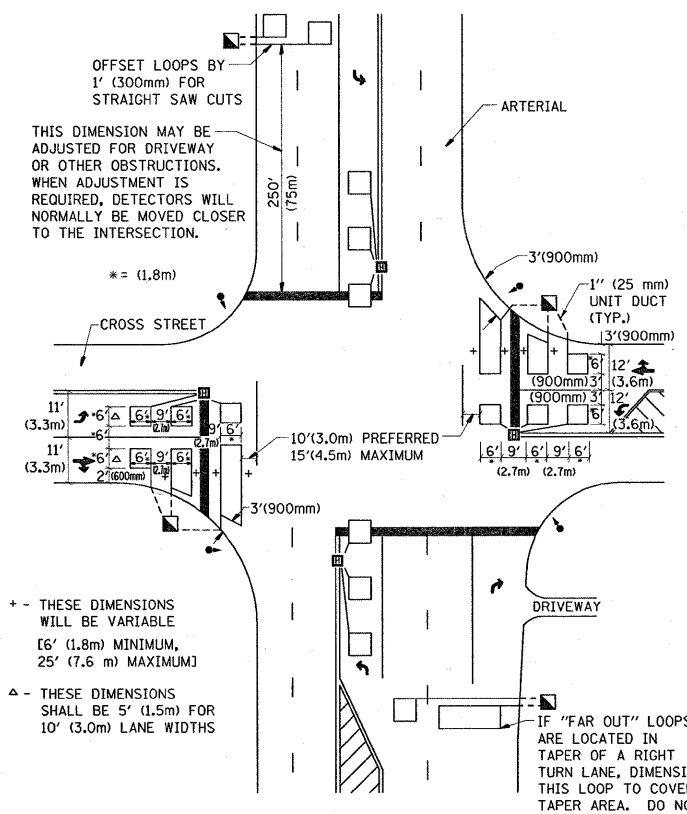 OFFSET LOOPS BY
1' (300mm) FOR
STRAIGHT SAW CUTS
ARTERIAL
THIS DIMENSION MAY BE
ADJUSTED FOR DRIVEWAY
OR OTHER OBSTRUCTIONS.
WHEN ADJUSTMENT IS
REQUIRED, DETECTORS WILL
NORMALLY BE MOVED CLOSER
TO THE INTERSECTION.
250'
(75m)
* = (1.8m)
3'(900mm)
1" (25 mm)
UNIT DUCT
(TYP.)
CROSS STREET
3'(900mm)
+ + + +
*6'
12'
(3.6m)
(900mm) 3'
(900mm) 3'
*6'
12'
(3.6m)
11'
(3.3m)
*6' △ 6' 9' 6'
* (2.7m) *
*6'
9' 6'
(2.7m) *
11'
(3.3m)
*6' △ 6' 9' 6'
* (2.7m) *
2' (600mm)
+ + + +
10'(3.0m) PREFERRED
15'(4.5m) MAXIMUM
6' 9' 6' 9' 6'
* (2.7m) * (2.7m) *
3'(900mm)
+ - THESE DIMENSIONS
WILL BE VARIABLE
[6' (1.8m) MINIMUM,
25' (7.6 m) MAXIMUM]
DRIVEWAY
△ - THESE DIMENSIONS
SHALL BE 5' (1.5m) FOR
10' (3.0m) LANE WIDTHS
IF "FAR OUT" LOOPS
ARE LOCATED IN
TAPER OF A RIGHT
TURN LANE, DIMENSI
THIS LOOP TO COVE
TAPER AREA. DO NO